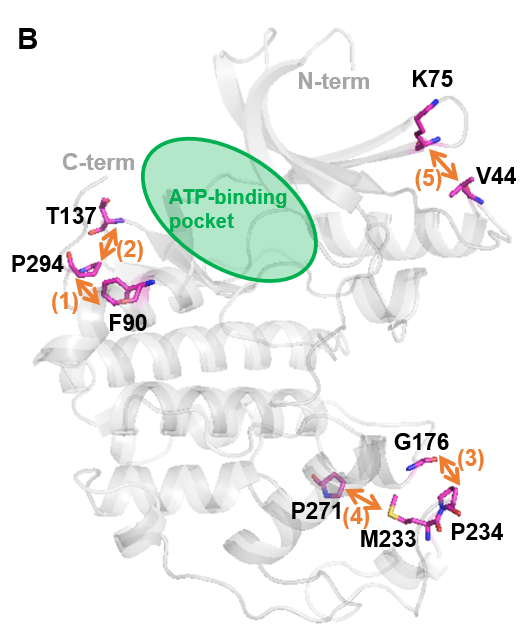 B
K75
N-term
C-term
(5)
V44
ATP-binding
pocket
T137
(2)
P294
(1)
F90
G176
(3)
P271
(4)
M233
P234